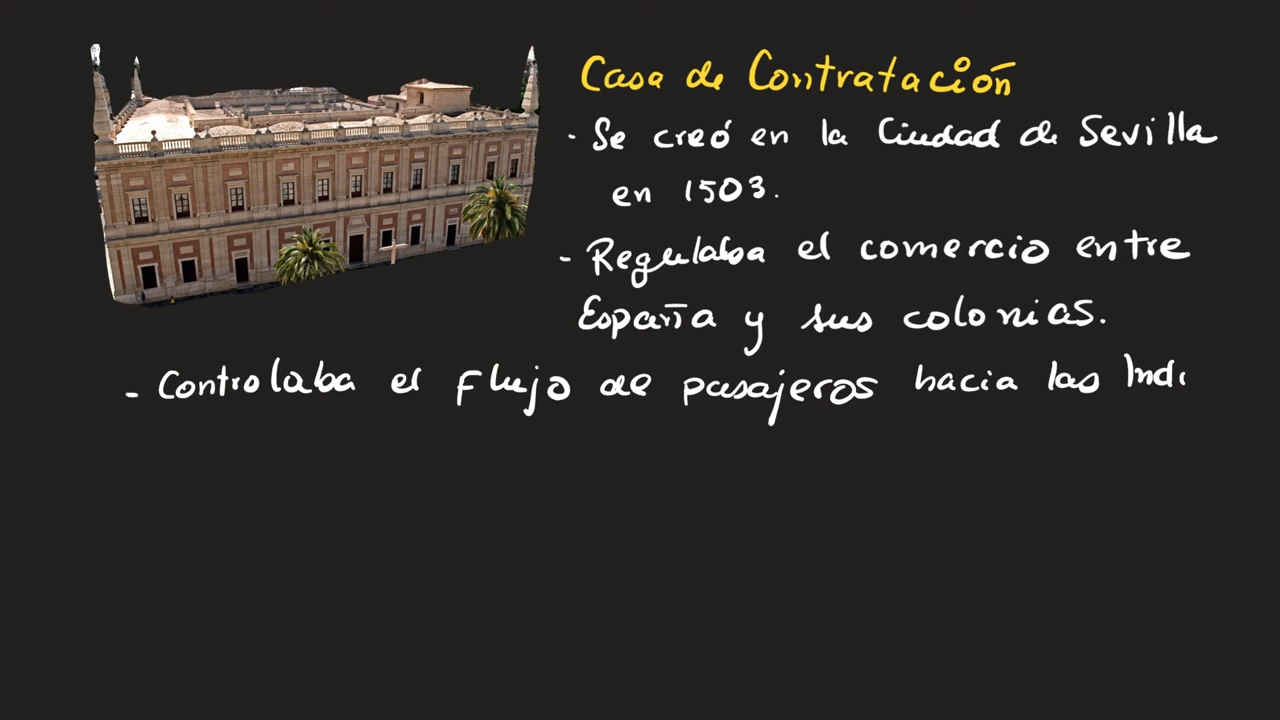 Casa de Contratación
· Se creó en la Ciudad de Sevilla
en 1503.
- Regulaba el comercio entre
España y sus colonias.
- Controlaba el flujo de pasajeros hacia las Indi